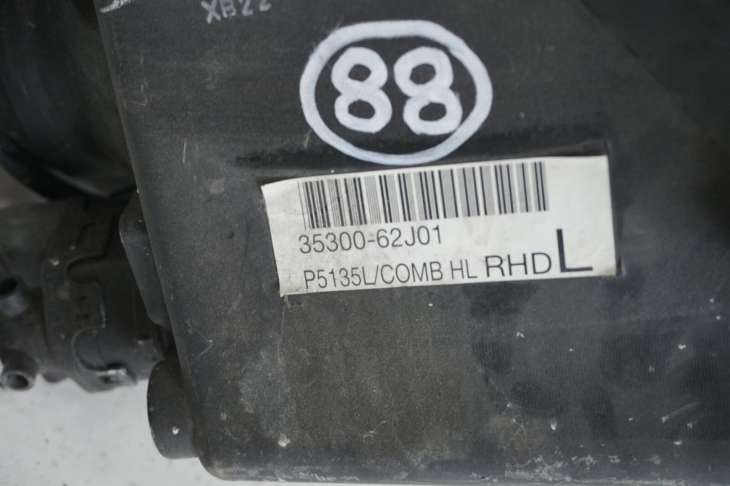 XB22
88
35300-62J01
P5135L/COMB HL RHD L